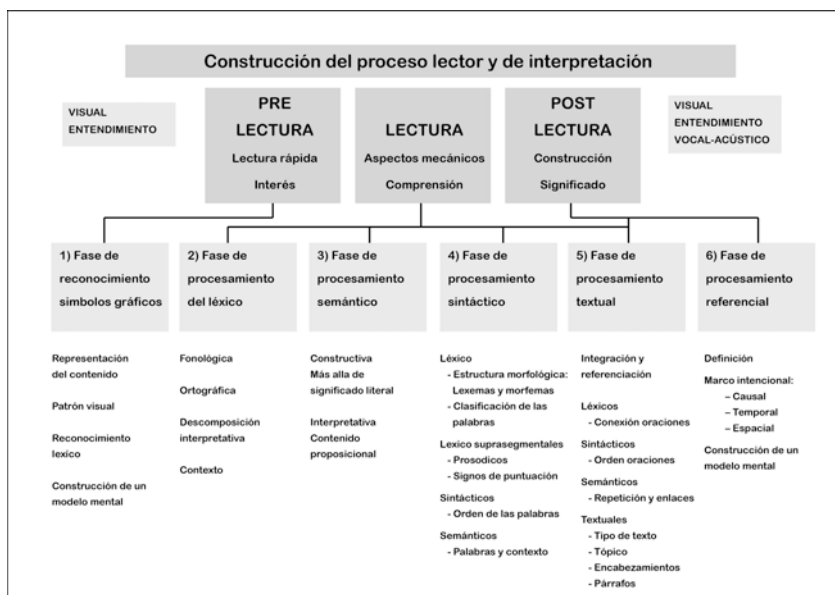 Construcción del proceso lector y de interpretación
VISUAL
ENTENDIMIENTO
PRE
LECTURA
Lectura rápida
Interés
LECTURA
Aspectos mecánicos
Comprensión
POST
LECTURA
Construcción
Significado
VISUAL
ENTENDIMIENTO
VOCAL-ACÚSTICO
1) Fase de
reconocimiento
simbolos gráficos
2) Fase de
procesamiento
del léxico
3) Fase de
procesamiento
semántico
4) Fase de
procesamiento
sintáctico
5) Fase de
procesamiento
textual
6) Fase de
procesamiento
referencial
Representación
del contenido
Patrón visual
Reconocimiento
lexico
Construcción de un
modelo mental
Fonológica
Ortográfica
Descomposición
interpretativa
Contexto
Constructiva
Más alla de
significado literal
Interpretativa
Contenido
proposicional
Léxico
- Estructura morfológica:
Lexemas y morfemas
- Clasificación de las
palabras
Lexico suprasegmentales
- Prosodicos
- Signos de puntuación
Sintácticos
- Orden de las palabras
Semánticos
- Palabras y contexto
Integración y
referenciación
Léxicos
- Conexión oraciones
Sintácticos
- Orden oraciones
Semánticos
- Repetición y enlaces
Textuales
- Tipo de texto
- Tópico
- Encabezamientos
- Párrafos
Definición
Marco intencional:
– Causal
– Temporal
– Espacial
Construcción de un
modelo mental